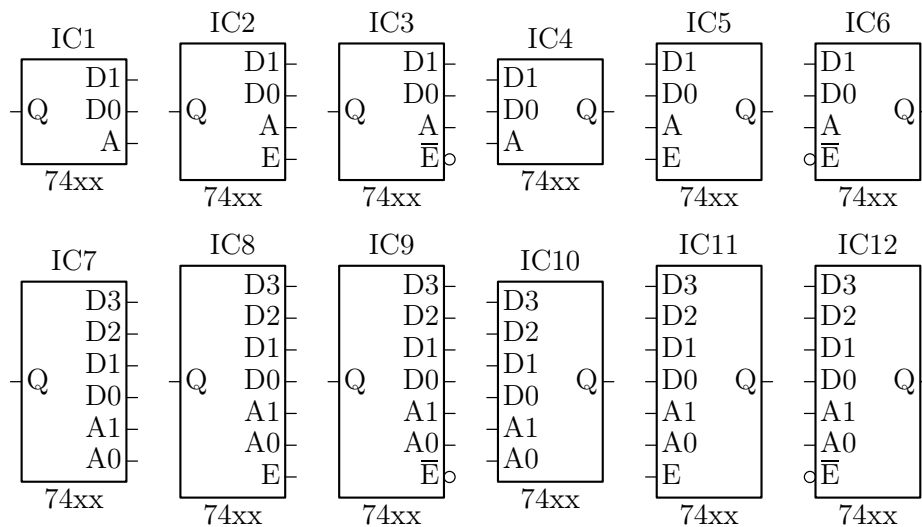 IC1
D1
Q D0
A
74xx
IC2
D1
D0
Q
A
E
74xx
IC3
D1
D0
Q
A
E̅
74xx
IC4
D1
D0 Q
A
74xx
IC5
D1
D0
Q
A
E
74xx
IC6
D1
D0
Q
A
E̅
74xx
IC7
D3
D2
D1
Q
D0
A1
A0
74xx
IC8
D3
D2
D1
Q D0
A1
A0
E
74xx
IC9
D3
D2
D1
Q D0
A1
A0
E̅
74xx
IC10
D3
D2
D1
Q
D0
A1
A0
74xx
IC11
D3
D2
D1
D0 Q
A1
A0
E
74xx
IC12
D3
D2
D1
D0 Q
A1
A0
E̅
74xx